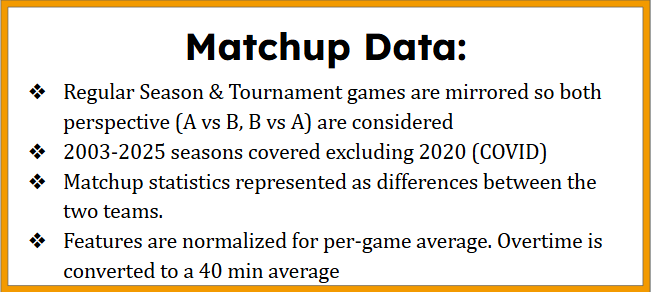 Matchup Data:
❖ Regular Season & Tournament games are mirrored so both
perspective (A vs B, B vs A) are considered
❖ 2003-2025 seasons covered excluding 2020 (COVID)
❖ Matchup statistics represented as differences between the
two teams.
❖ Features are normalized for per-game average. Overtime is
converted to a 40 min average